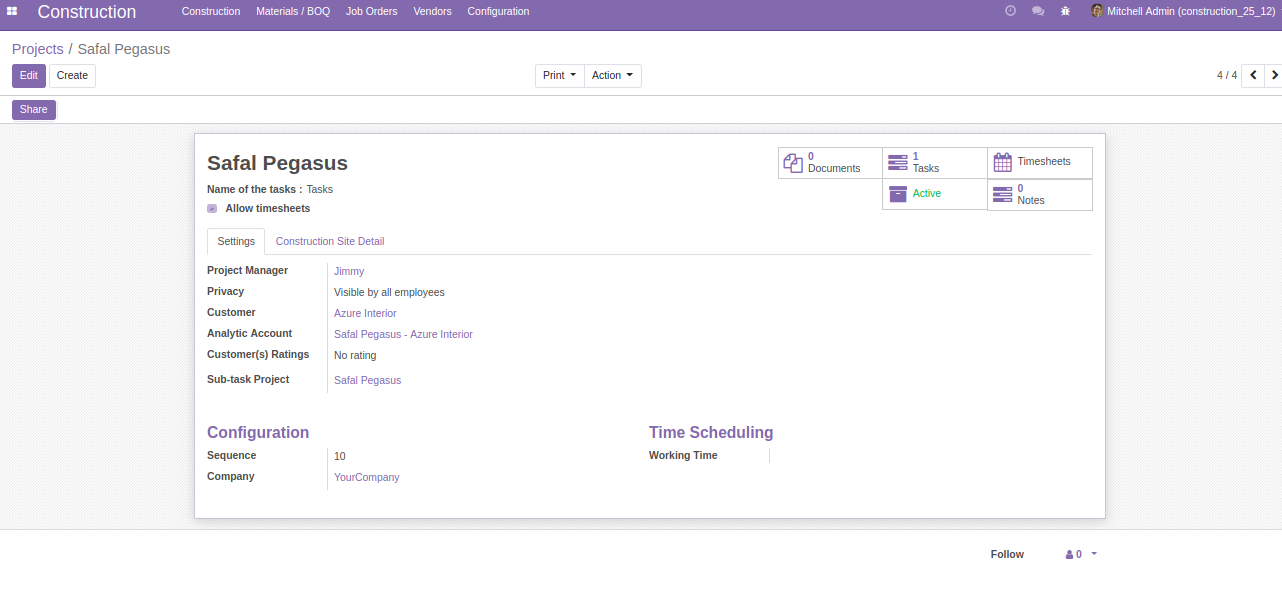 Construction Construction Materials / BOQ Job Orders Vendors Configuration Mitchell Admin (construction_25_12)
Projects / Safal Pegasus
Edit Create Print Action 4 / 4
Share
Safal Pegasus
0 Documents
1 Tasks
Timesheets
Active
0 Notes
Name of the tasks : Tasks
Allow timesheets
Settings Construction Site Detail
Project Manager Jimmy
Privacy Visible by all employees
Customer Azure Interior
Analytic Account Safal Pegasus - Azure Interior
Customer(s) Ratings No rating
Sub-task Project Safal Pegasus
Configuration
Sequence 10
Company YourCompany
Time Scheduling
Working Time
Follow 0